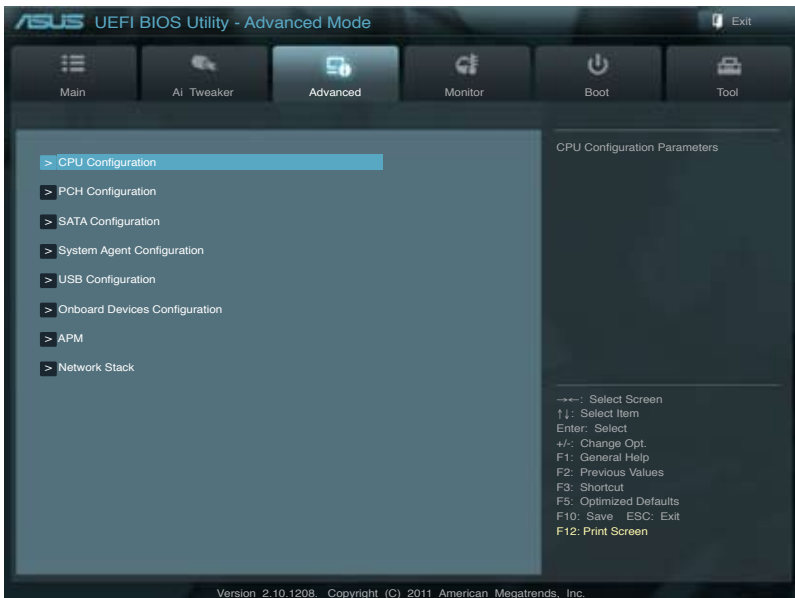 ASUS UEFI BIOS Utility - Advanced Mode
Exit
Main
Ai Tweaker
Advanced
Monitor
Boot
Tool
> CPU Configuration
> PCH Configuration
> SATA Configuration
> System Agent Configuration
> USB Configuration
> Onboard Devices Configuration
> APM
> Network Stack
CPU Configuration Parameters
→←: Select Screen
↑↓: Select Item
Enter: Select
+/-: Change Opt.
F1: General Help
F2: Previous Values
F3: Shortcut
F5: Optimized Defaults
F10: Save ESC: Exit
F12: Print Screen
Version 2.10.1208. Copyright (C) 2011 American Megatrends, Inc.